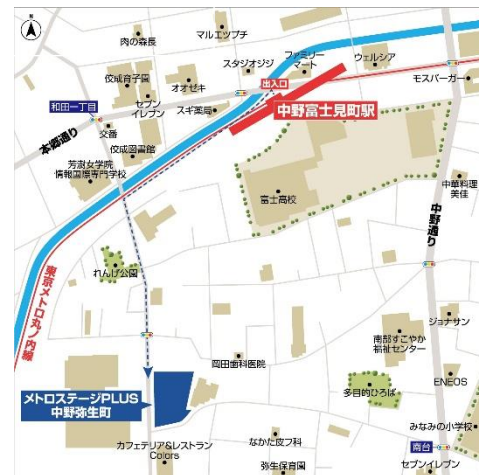 北
肉の森長
マルエツプチ
佼成育子園
オオゼキ
スタジオジジ
ファミリー
マート
ウェルシア
モスバーガー
出入口
中野富士見町駅
和田一丁目
セブン
イレブン
スギ薬局
交番
本郷通り
佼成図書館
芳淑女学院
情報国際専門学校
富士高校
中華料理
美佳
中野通り
れんげ公園
東京メトロ丸ノ内線
ジョナサン
南部すこやか
福祉センター
岡田歯科医院
メトロステージPLUS
中野弥生町
多目的ひろば
ENEOS
みなみの小学校
カフェテリア&レストラン
Colors
なかた皮フ科
南台
弥生保育園
セブンイレブン